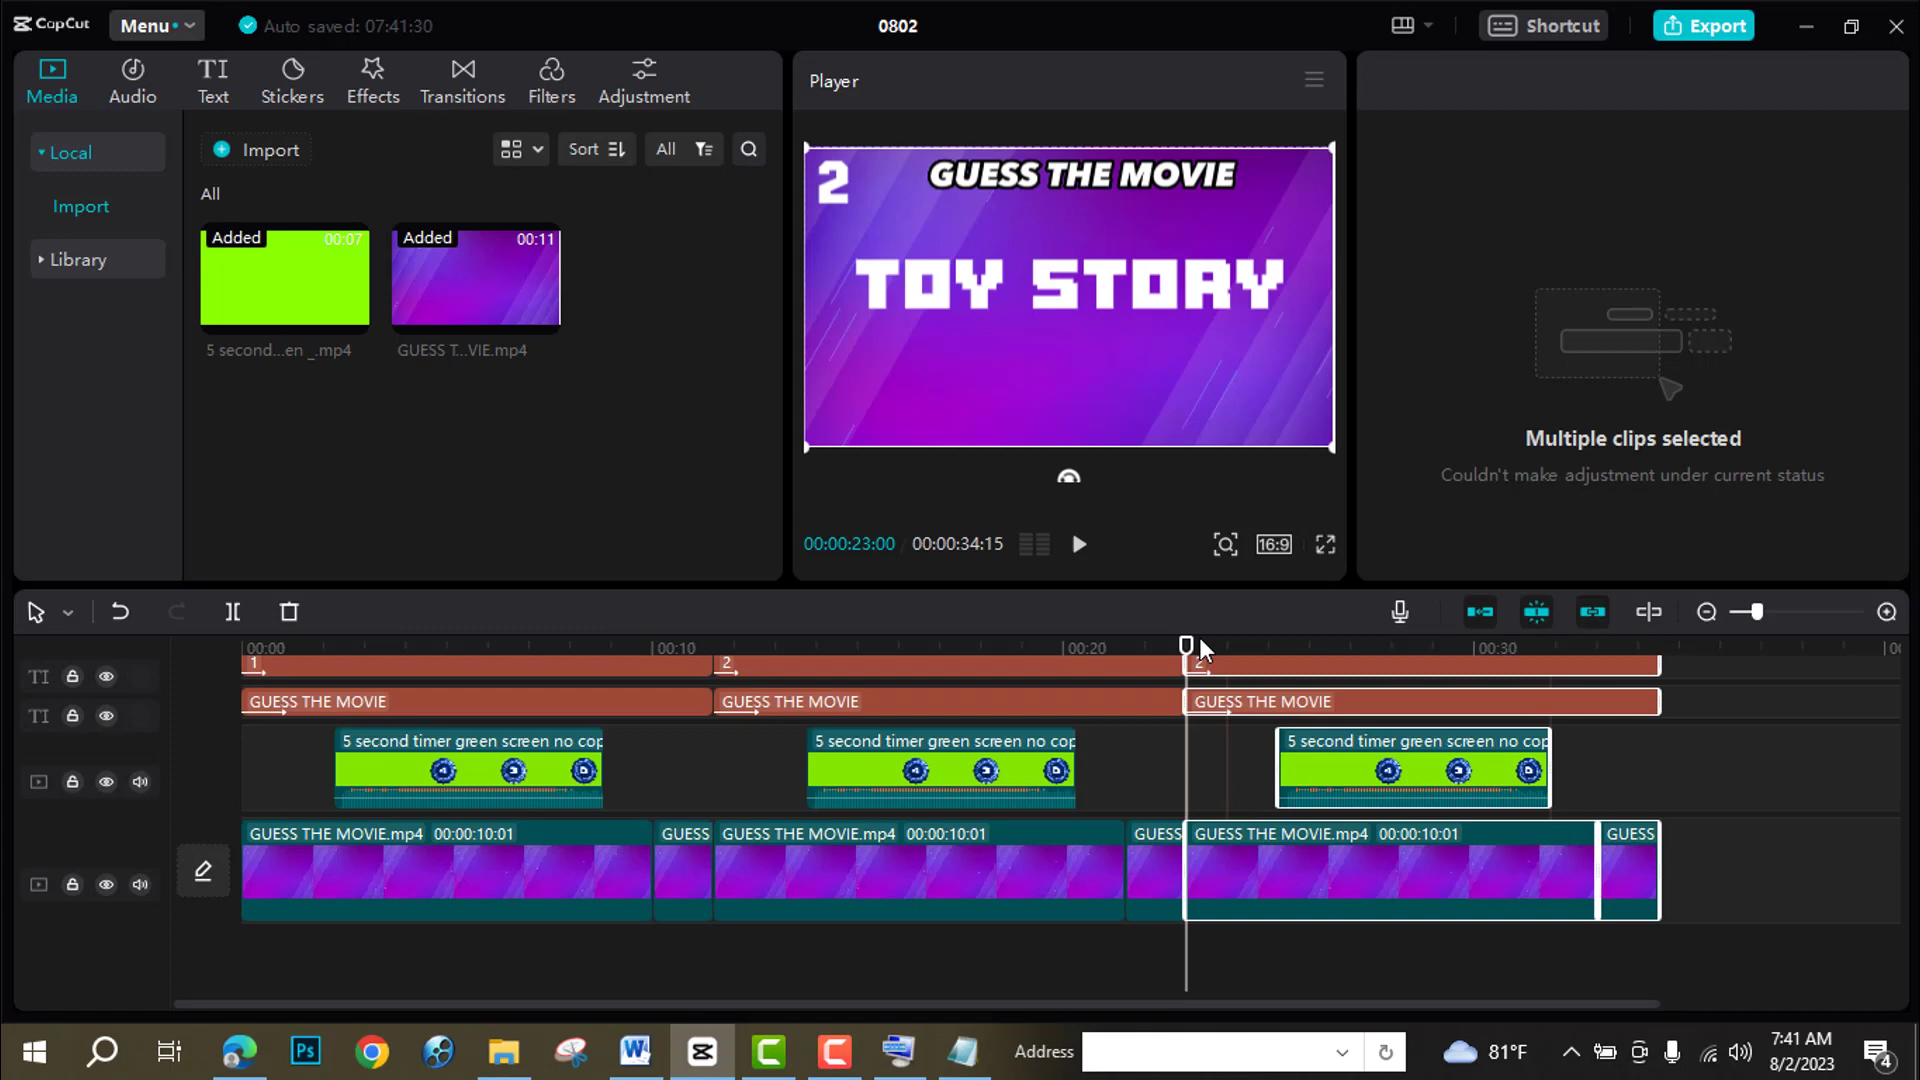 CapCut
Menu
Auto saved: 07:41:30
0802
Shortcut
Export
Media
Audio
Text
Stickers
Effects
Transitions
Filters
Adjustment
Player
Local
Import
Sort
All
Import
All
Library
Added 00:07
Added 00:11
5 second...en _.mp4
GUESS T...VIE.mp4
2
GUESS THE MOVIE
TOY STORY
Multiple clips selected
Couldn't make adjustment under current status
00:00:23:00 / 00:00:34:15
16:9
00:00
00:10
00:20
00:30
1
2
2
GUESS THE MOVIE
GUESS THE MOVIE
GUESS THE MOVIE
5 second timer green screen no cop
5 second timer green screen no cop
5 second timer green screen no cop
GUESS THE MOVIE.mp4 00:00:10:01
GUESS
GUESS THE MOVIE.mp4 00:00:10:01
GUESS
GUESS THE MOVIE.mp4 00:00:10:01
GUESS
Address
81°F
7:41 AM
8/2/2023
4